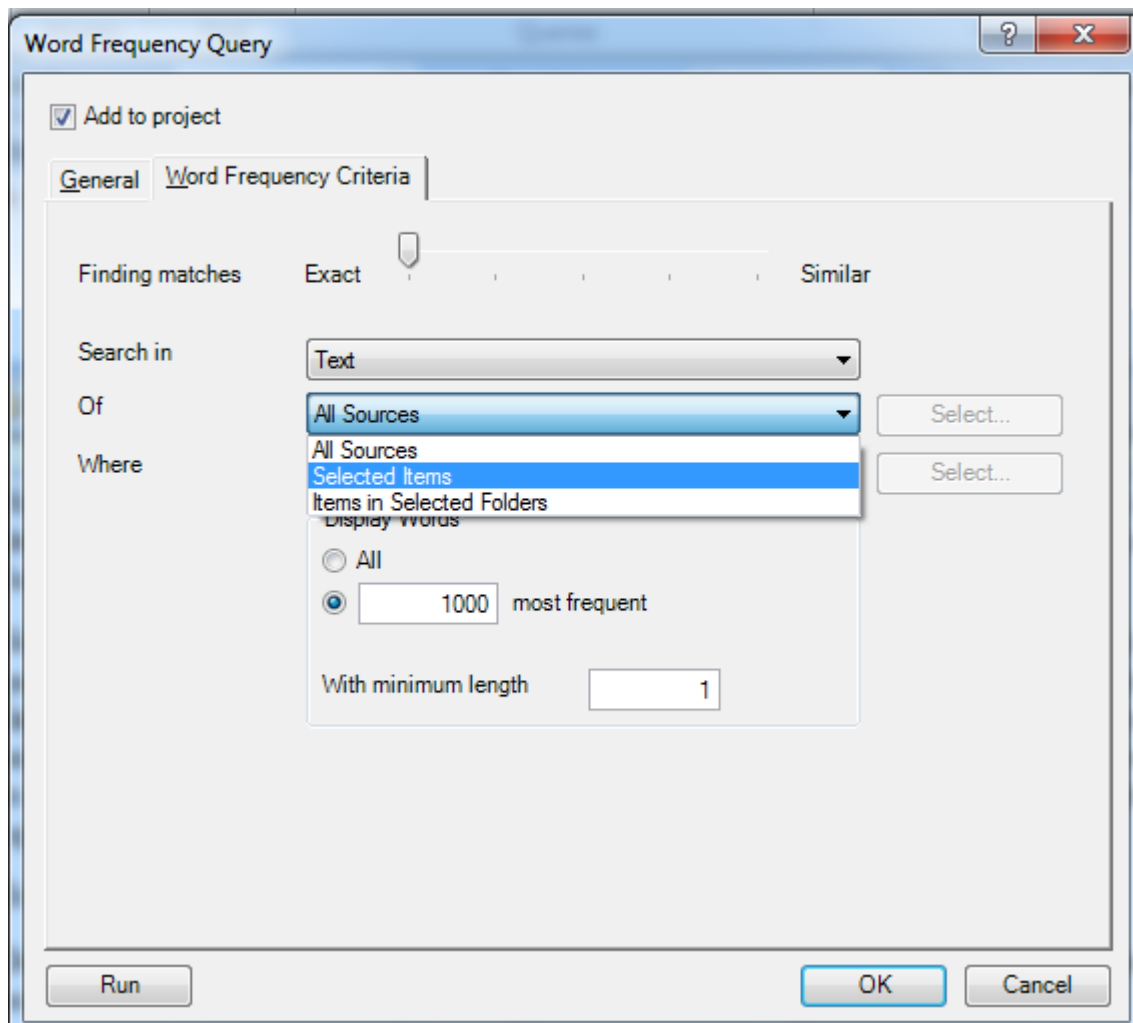 Word Frequency Query
Add to project
General Word Frequency Criteria
Finding matches Exact Similar
Search in Text
Of All Sources Select...
All Sources
Where Selected Items Select...
Items in Selected Folders
Display Words
All
1000 most frequent
With minimum length 1
Run OK Cancel